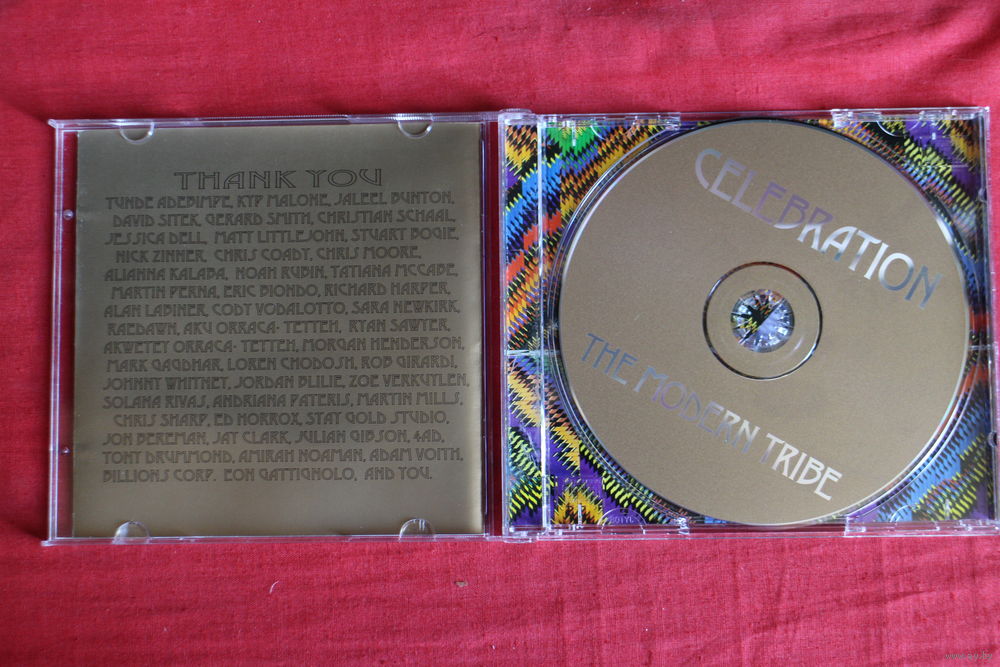 THANK YOU
TUNDE ADEBIMPE, KYP MALONE, JALEEL BUNTON,
DAVID SITEK, GERARD SMITH, CHRISTIAN SCHAAL,
JESSICA DELL, MATT LITTLEJOHN, STUART BOGIE,
NICK ZINNER, CHRIS COADY, CHRIS MOORE,
ALIANNA KALABA, NOAH RUBIN, TATIANA MCCABE,
MARTIN PERNA, ERIC BIONDO, RICHARD HARPER,
ALAN LABINER, CODY VODALOTTO, SARA NEWKIRK,
RAEDAWN, AKU ORRACA-TETTEH, RYAN SAWYER,
AKWETEY ORRACA-TETTEH, MORGAN HENDERSON,
MARK GAGDHAR, LOREN CHODOSH, ROB GIRARDI,
JOHNNY WHITNEY, JORDAN BLILIE, ZOE VERKUYLEN,
SOLANA RIVAS, ANDRIANA PATERIS, MARTIN MILLS,
CHRIS SHARP, ED HORROX, STAY GOLD STUDIO,
JON BEREMAN, JAY CLARK, JULIAN GIBSON, 4AD,
TONY DRUMMOND, AMIRAH NOAMAN, ADAM VOITH,
BILLIONS CORP. EON GATTIGNOLO, AND YOU.
CELEBRATION
THE MODERN TRIBE